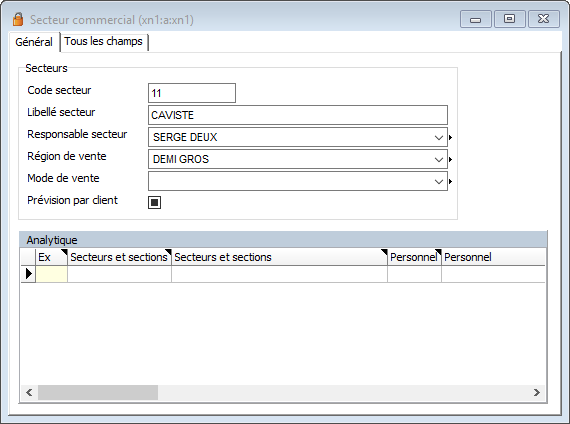 Secteur commercial (xn1:a:xn1)
Général Tous les champs
Secteurs
Code secteur 11
Libellé secteur CAVISTE
Responsable secteur SERGE DEUX
Région de vente DEMI GROS
Mode de vente
Prévision par client
Analytique
Ex Secteurs et sections Secteurs et sections Personnel Personnel